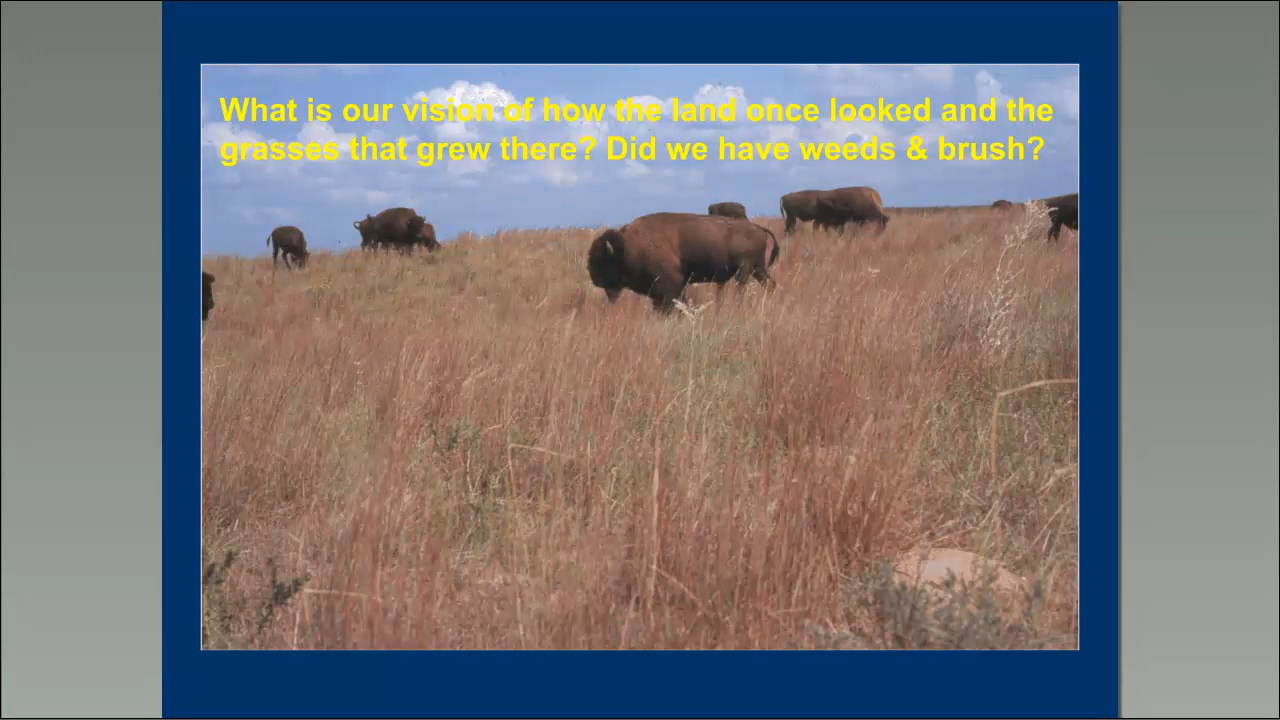 What is our vision of how the land once looked and the
grasses that grew there? Did we have weeds & brush?